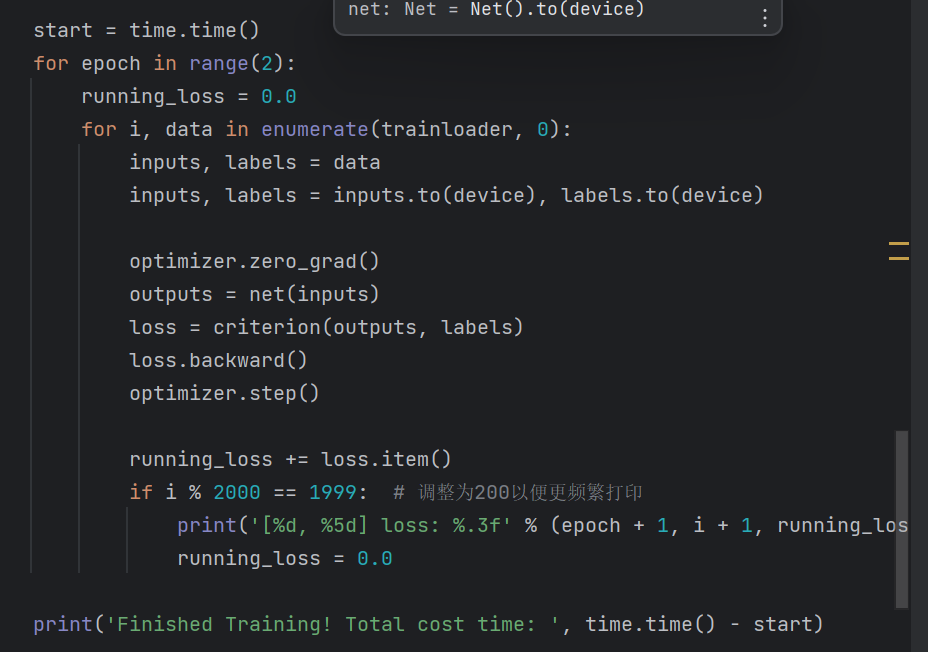 net: Net = Net().to(device)
start = time.time()
for epoch in range(2):
running_loss = 0.0
for i, data in enumerate(trainloader, 0):
inputs, labels = data
inputs, labels = inputs.to(device), labels.to(device)
optimizer.zero_grad()
outputs = net(inputs)
loss = criterion(outputs, labels)
loss.backward()
optimizer.step()
running_loss += loss.item()
if i % 2000 == 1999:  # 调整为200以便更频繁打印
print('[%d, %5d] loss: %.3f' % (epoch + 1, i + 1, running_los
running_loss = 0.0
print('Finished Training! Total cost time: ', time.time() - start)